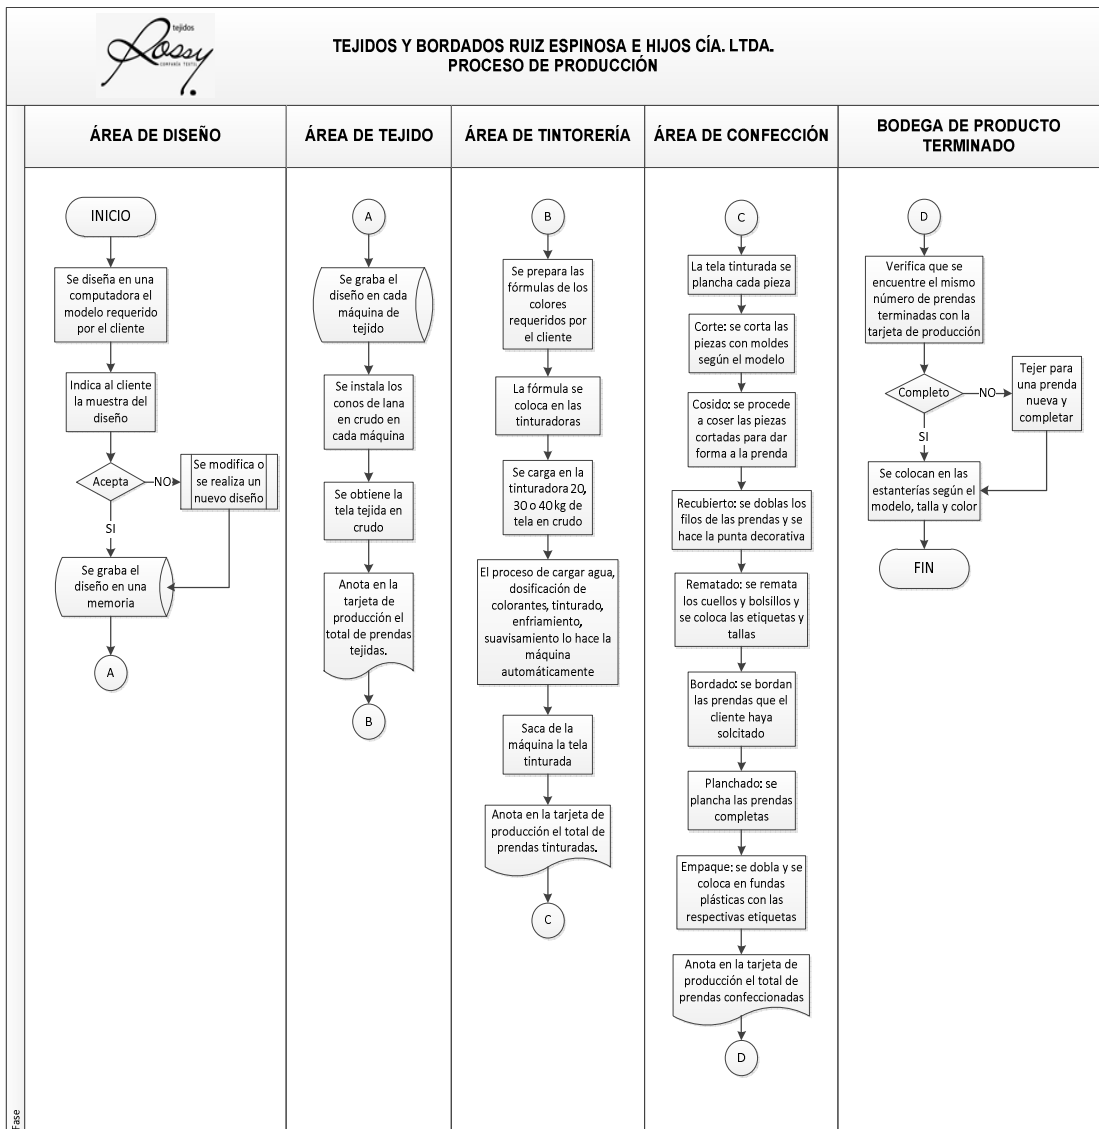 tejidos
Rossy
COMPAÑÍA TEXTIL
TEJIDOS Y BORDADOS RUIZ ESPINOSA E HIJOS CÍA. LTDA.
PROCESO DE PRODUCCIÓN
ÁREA DE DISEÑO
INICIO
Se diseña en una
computadora el
modelo requerido
por el cliente
Indica al cliente
la muestra del
diseño
Acepta
NO
Se modifica o
se realiza un
nuevo diseño
SI
Se graba el
diseño en una
memoria
A
ÁREA DE TEJIDO
A
Se graba el
diseño en cada
máquina de
tejido
Se instala los
conos de lana
en crudo en
cada máquina
Se obtiene la
tela tejida en
crudo
Anota en la
tarjeta de
producción el
total de prendas
tejidas.
B
ÁREA DE TINTORERÍA
B
Se prepara las
fórmulas de los
colores
requeridos por
el cliente
La fórmula se
coloca en las
tinturadoras
Se carga en la
tinturadora 20,
30 o 40 kg de
tela en crudo
El proceso de cargar agua,
dosificación de
colorantes, tinturado,
enfriamiento,
suavisamiento lo hace la
máquina
automáticamente
Saca de la
máquina la tela
tinturada
Anota en la tarjeta de
producción el total de
prendas tinturadas.
C
ÁREA DE CONFECCIÓN
C
La tela tinturada se
plancha cada pieza
Corte: se corta las
piezas con moldes
según el modelo
Cosido: se procede
a coser las piezas
cortadas para dar
forma a la prenda
Recubierto: se doblas los
filos de las prendas y se
hace la punta decorativa
Rematado: se remata
los cuellos y bolsillos y
se coloca las etiquetas y
tallas
Bordado: se bordan
las prendas que el
cliente haya
solcitado
Planchado: se
plancha las prendas
completas
Empaque: se dobla y se
coloca en fundas
plásticas con las
respectivas etiquetas
Anota en la tarjeta de
producción el total de
prendas confeccionadas
D
BODEGA DE PRODUCTO
TERMINADO
D
Verifica que se
encuentre el mismo
número de prendas
terminadas con la
tarjeta de producción
Completo
NO
Tejer para
una prenda
nueva y
completar
SI
Se colocan en las
estanterías según el
modelo, talla y color
FIN
Fase